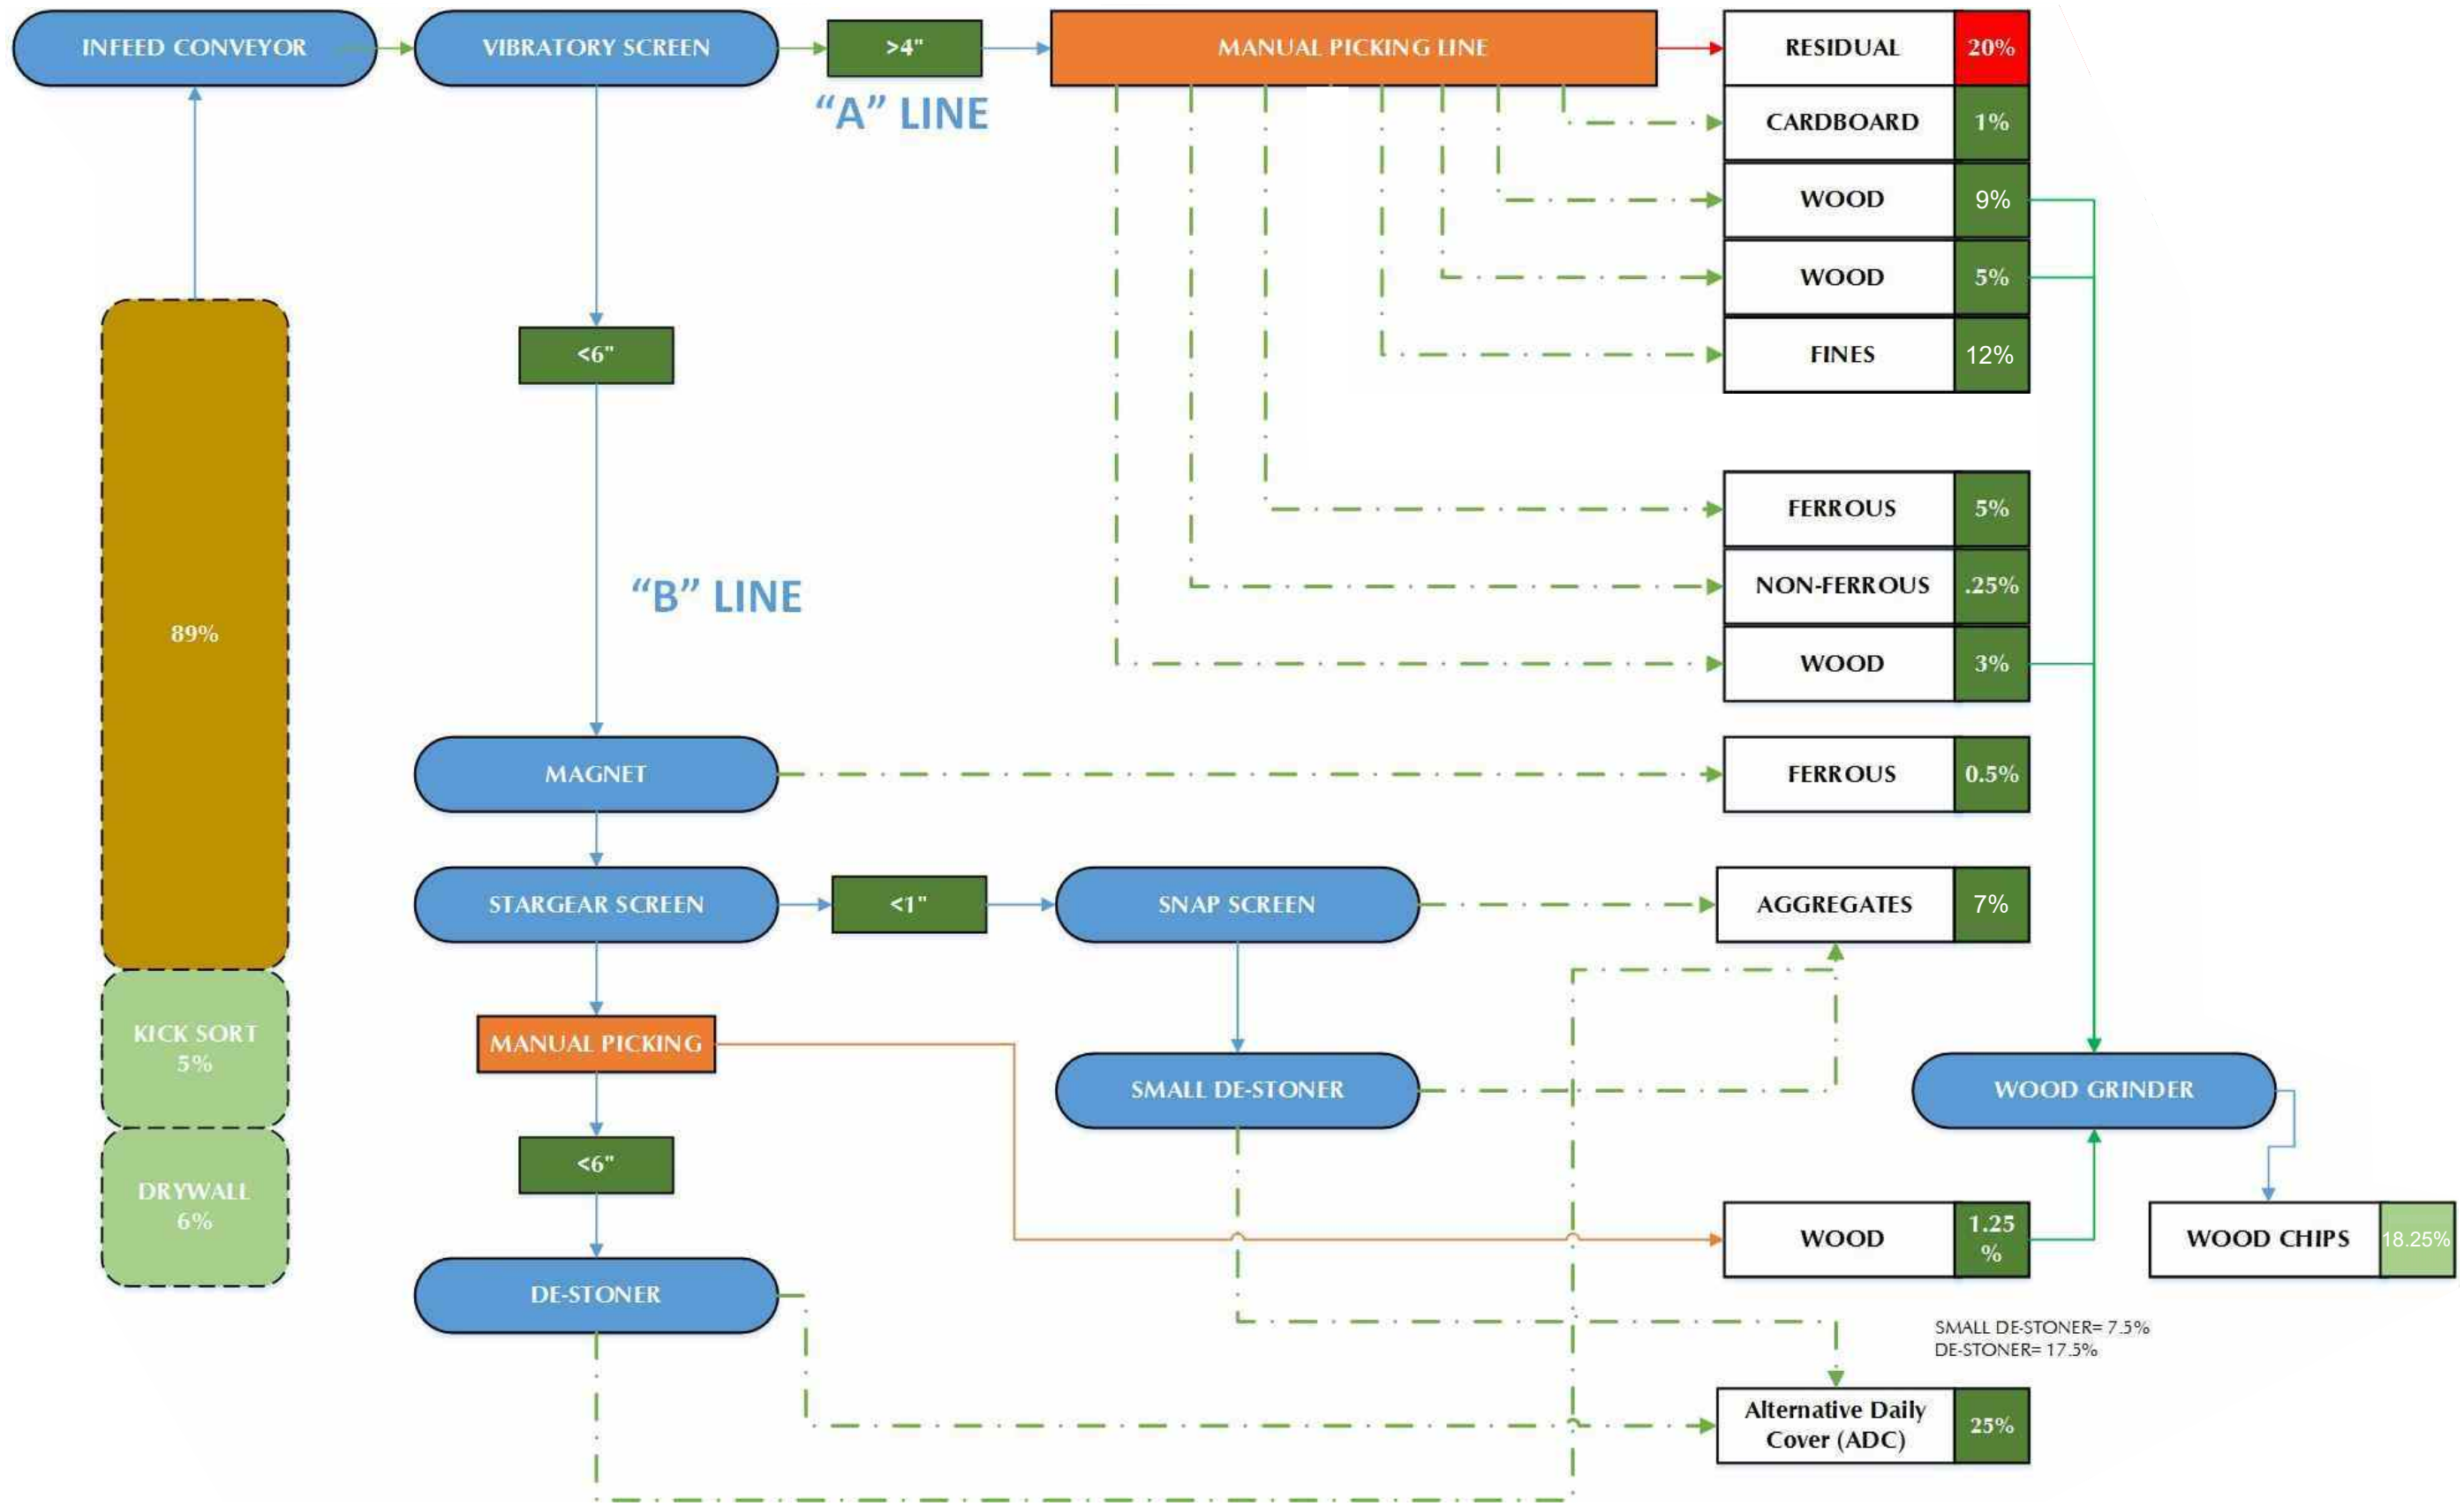 INFEED CONVEYOR
VIBRATORY SCREEN
>4"
MANUAL PICKING LINE
RESIDUAL
20%
“A” LINE
CARDBOARD
1%
WOOD
9%
WOOD
5%
<6"
FINES
12%
FERROUS
5%
“B” LINE
NON-FERROUS
.25%
89%
WOOD
3%
MAGNET
FERROUS
0.5%
STARGEAR SCREEN
<1"
SNAP SCREEN
AGGREGATES
7%
KICK SORT
5%
MANUAL PICKING
SMALL DE-STONER
WOOD GRINDER
<6"
DRYWALL
6%
WOOD
1.25
%
WOOD CHIPS
18.25%
DE-STONER
SMALL DE-STONER= 7.5%
DE-STONER= 17.5%
Alternative Daily
Cover (ADC)
25%